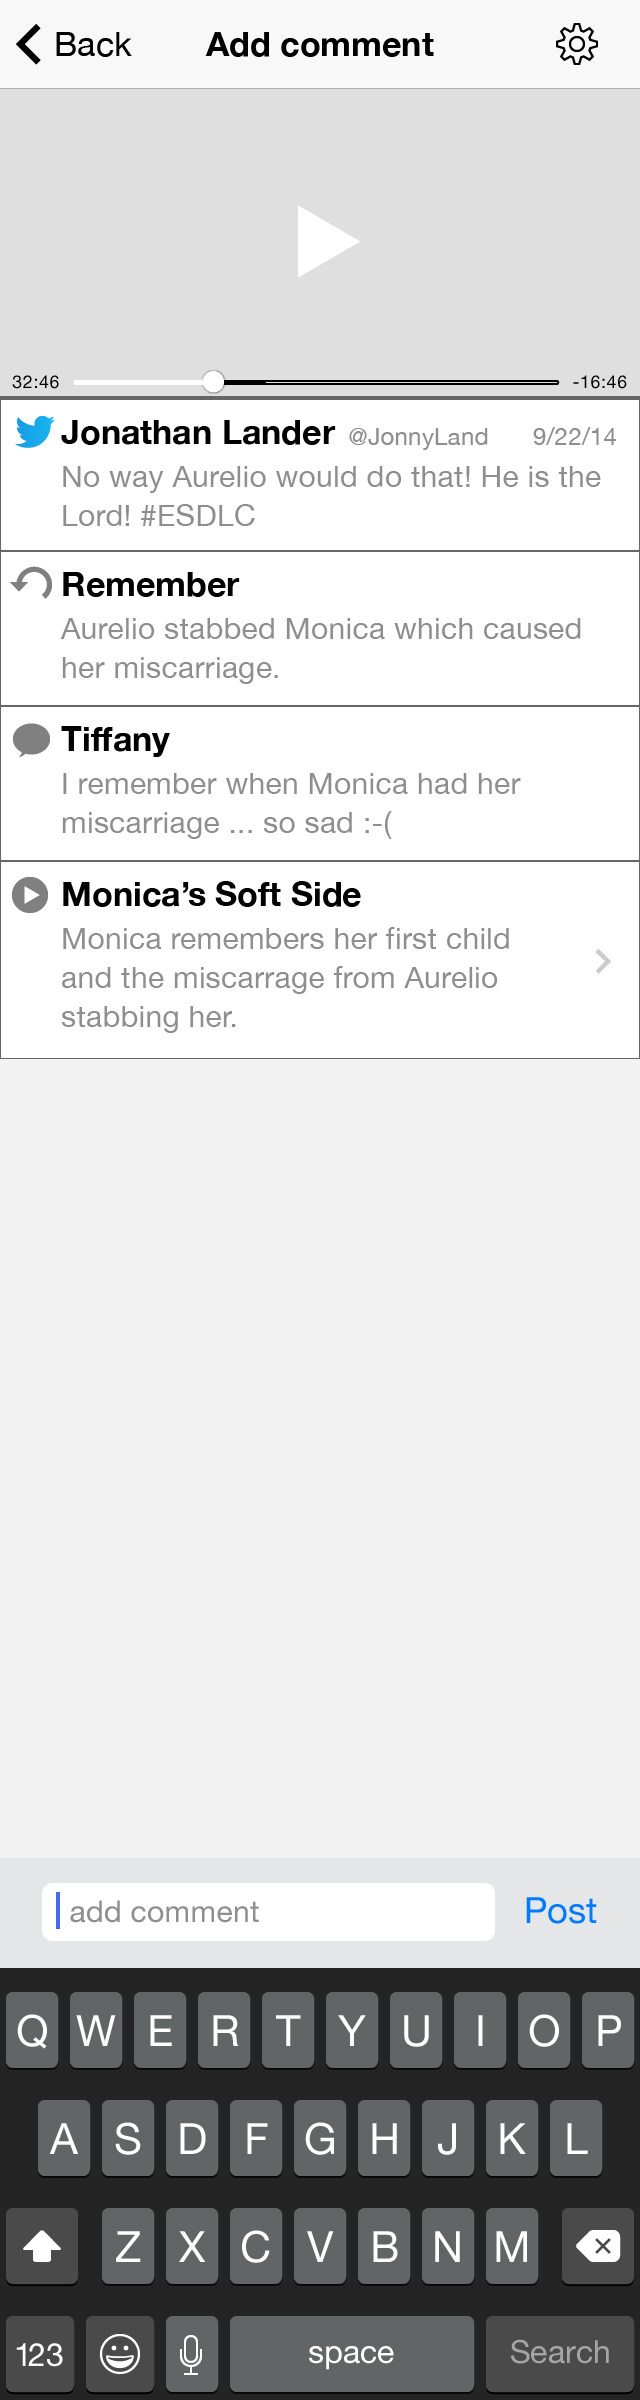 Back Add comment
32:46 -16:46
Jonathan Lander @JonnyLand 9/22/14
No way Aurelio would do that! He is the
Lord! #ESDLC
Remember
Aurelio stabbed Monica which caused
her miscarriage.
Tiffany
I remember when Monica had her
miscarriage ... so sad :-(
Monica’s Soft Side
Monica remembers her first child
and the miscarrage from Aurelio
stabbing her.
add comment Post
Q W E R T Y U I O P
A S D F G H J K L
Z X C V B N M
123 space Search